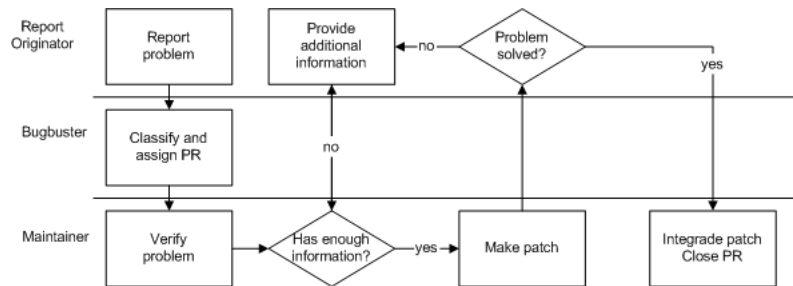 Report
Originator
Report
problem
Provide
additional
information
no
Problem
solved?
yes
Bugbuster
Classify and
assign PR
no
Maintainer
Verify
problem
Has enough
information?
yes
Make patch
Integrade patch
Close PR